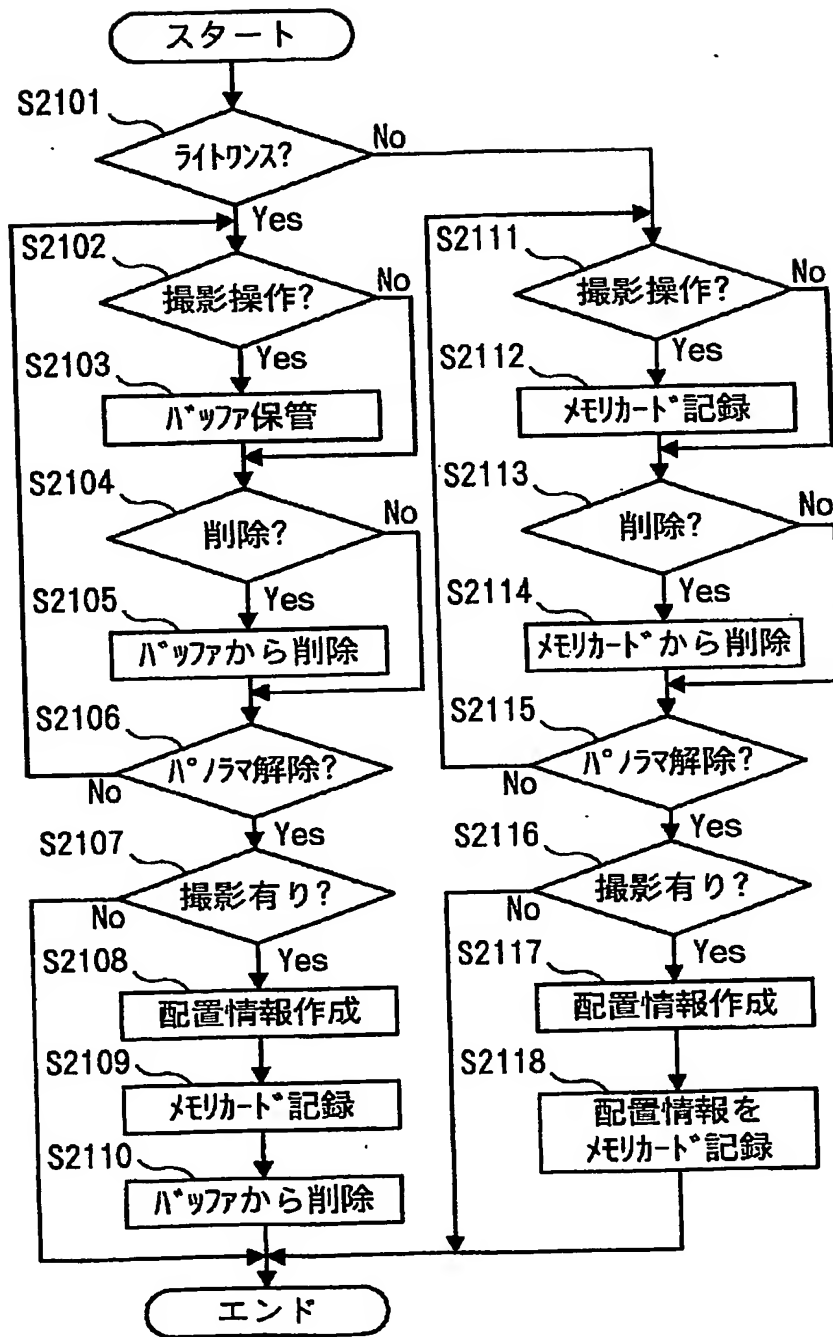 スタート
S2101
ライトワンス?
No
Yes
S2102
撮影操作?
No
Yes
S2103
バッファ保管
S2104
削除?
No
Yes
S2105
バッファから削除
S2106
パノラマ解除?
No
Yes
S2107
撮影有り?
No
Yes
S2108
配置情報作成
S2109
メモリカード記録
S2110
バッファから削除
S2111
撮影操作?
No
Yes
S2112
メモリカード記録
S2113
削除?
No
Yes
S2114
メモリカードから削除
S2115
パノラマ解除?
No
Yes
S2116
撮影有り?
No
Yes
S2117
配置情報作成
S2118
配置情報を
メモリカード記録
エンド